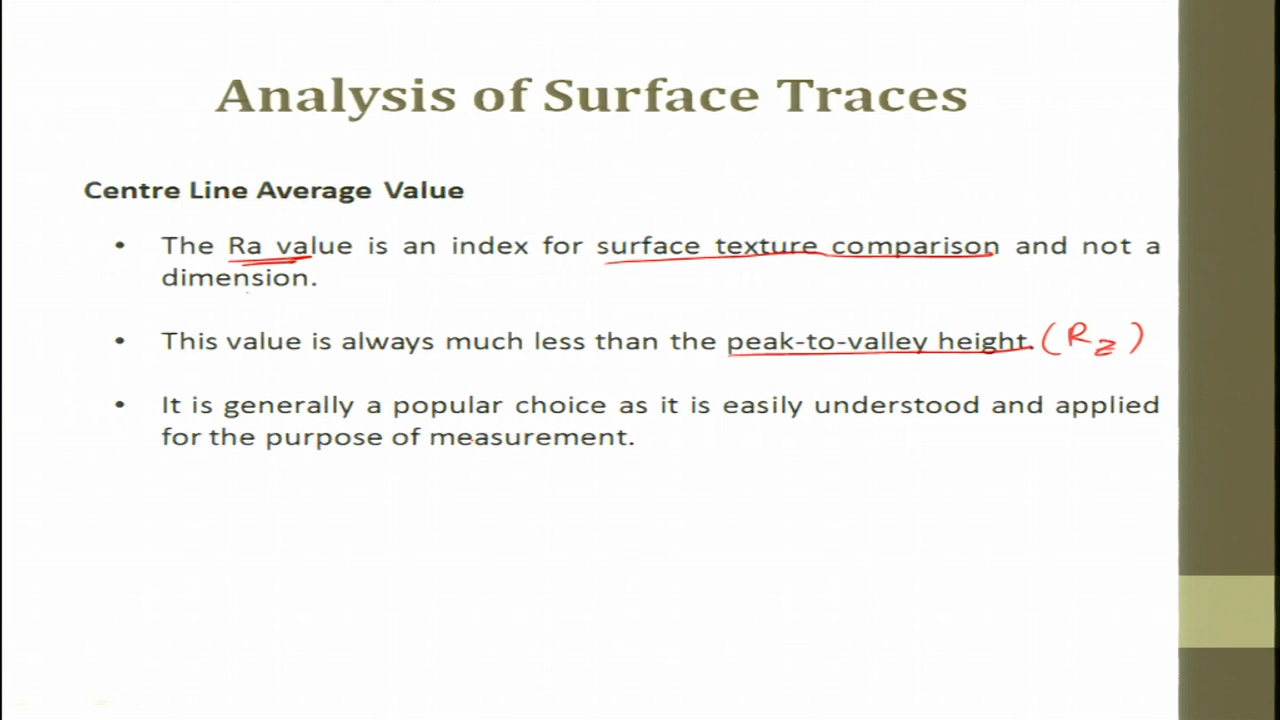 Analysis of Surface Traces
Centre Line Average Value
• The Ra value is an index for surface texture comparison and not a
dimension.
• This value is always much less than the peak-to-valley height. (Rz)
• It is generally a popular choice as it is easily understood and applied
for the purpose of measurement.